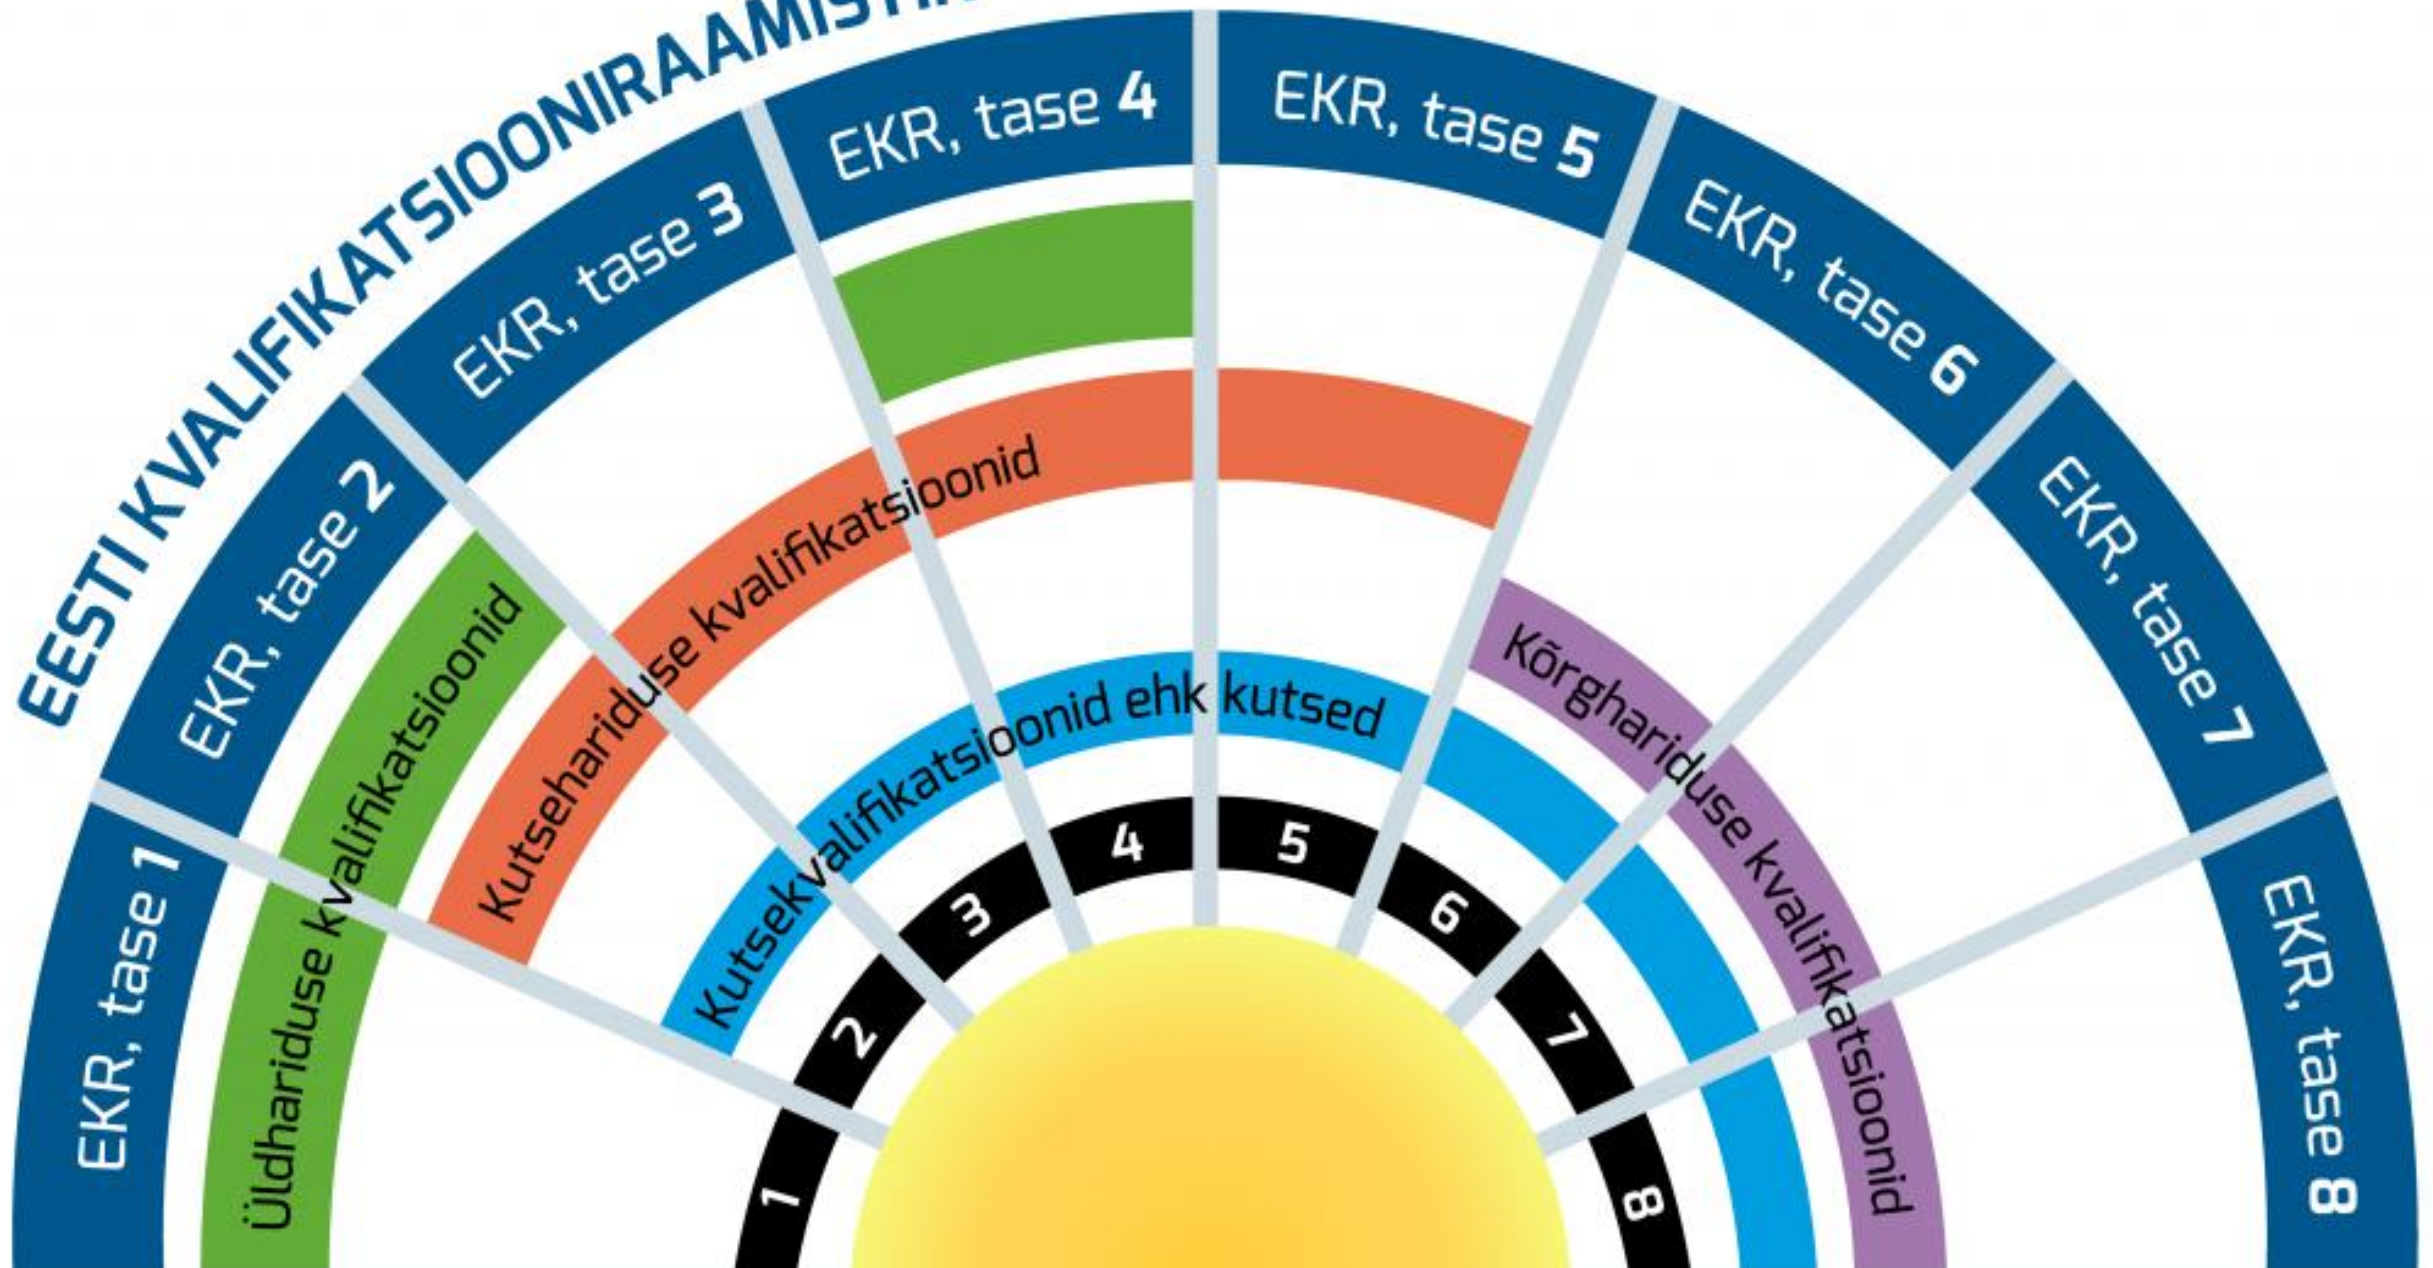 EESTI KVALIFIKATSIOONIRAAMISTIK
EKR, tase 1
EKR, tase 2
EKR, tase 3
EKR, tase 4
EKR, tase 5
EKR, tase 6
EKR, tase 7
EKR, tase 8
Üldhariduse kvalifikatsioonid
Kutsehariduse kvalifikatsioonid
Kutsekvalifikatsioonid ehk kutsed
Kõrghariduse kvalifikatsioonid
1
2
3
4
5
6
7
8